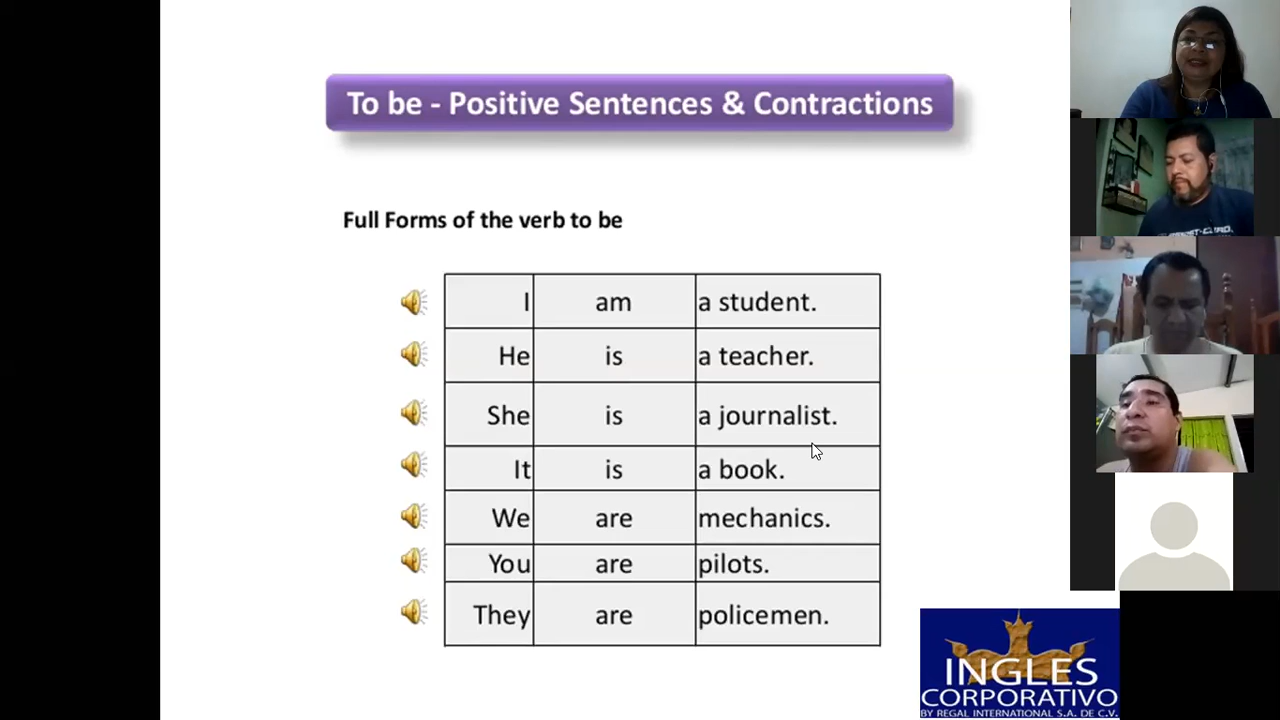 To be - Positive Sentences & Contractions
Full Forms of the verb to be
I am a student.
He is a teacher.
She is a journalist.
It is a book.
We are mechanics.
You are pilots.
They are policemen.
INGLES
CORPORATIVO
BY REGAL INTERNATIONAL S.A. DE C.V.